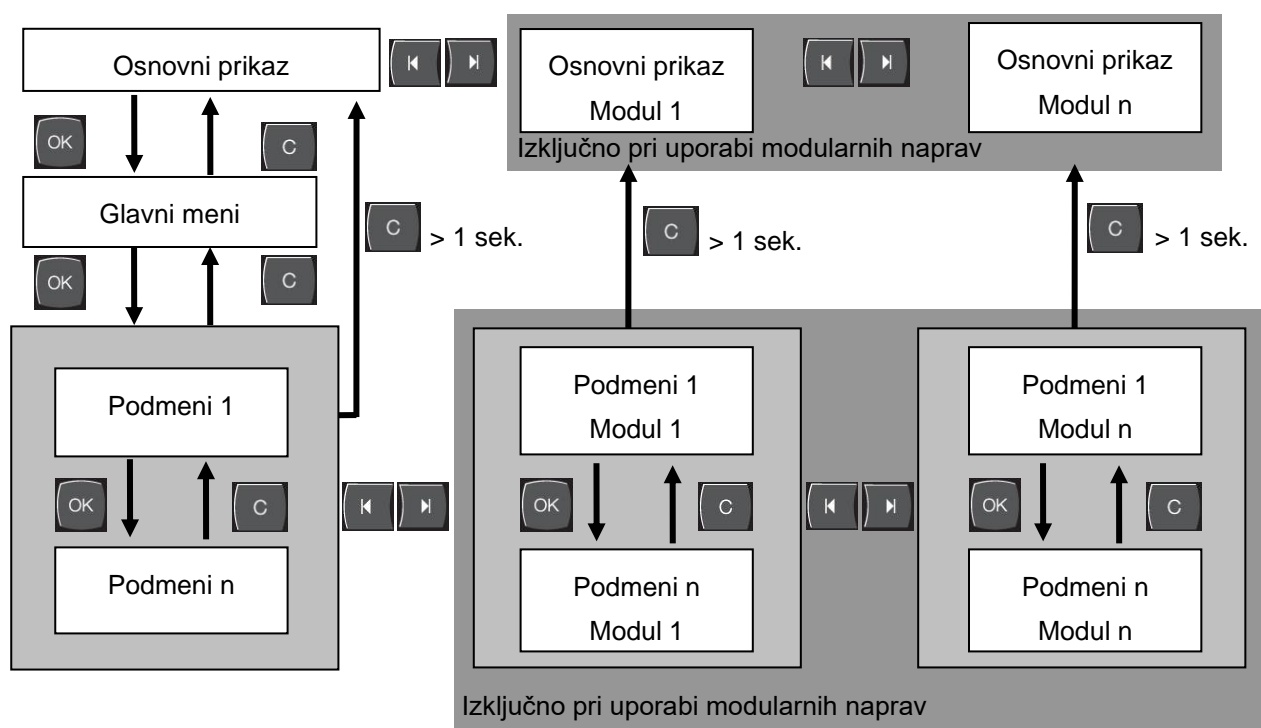 Osnovni prikaz
Osnovni prikaz
Modul 1
Osnovni prikaz
Modul n
Izključno pri uporabi modularnih naprav
OK
C
Glavni meni
C
> 1 sek.
C
> 1 sek.
C
> 1 sek.
OK
C
Podmeni 1
Podmeni 1
Modul 1
Podmeni 1
Modul n
OK
C
OK
C
OK
C
Podmeni n
Podmeni n
Modul 1
Podmeni n
Modul n
Izključno pri uporabi modularnih naprav